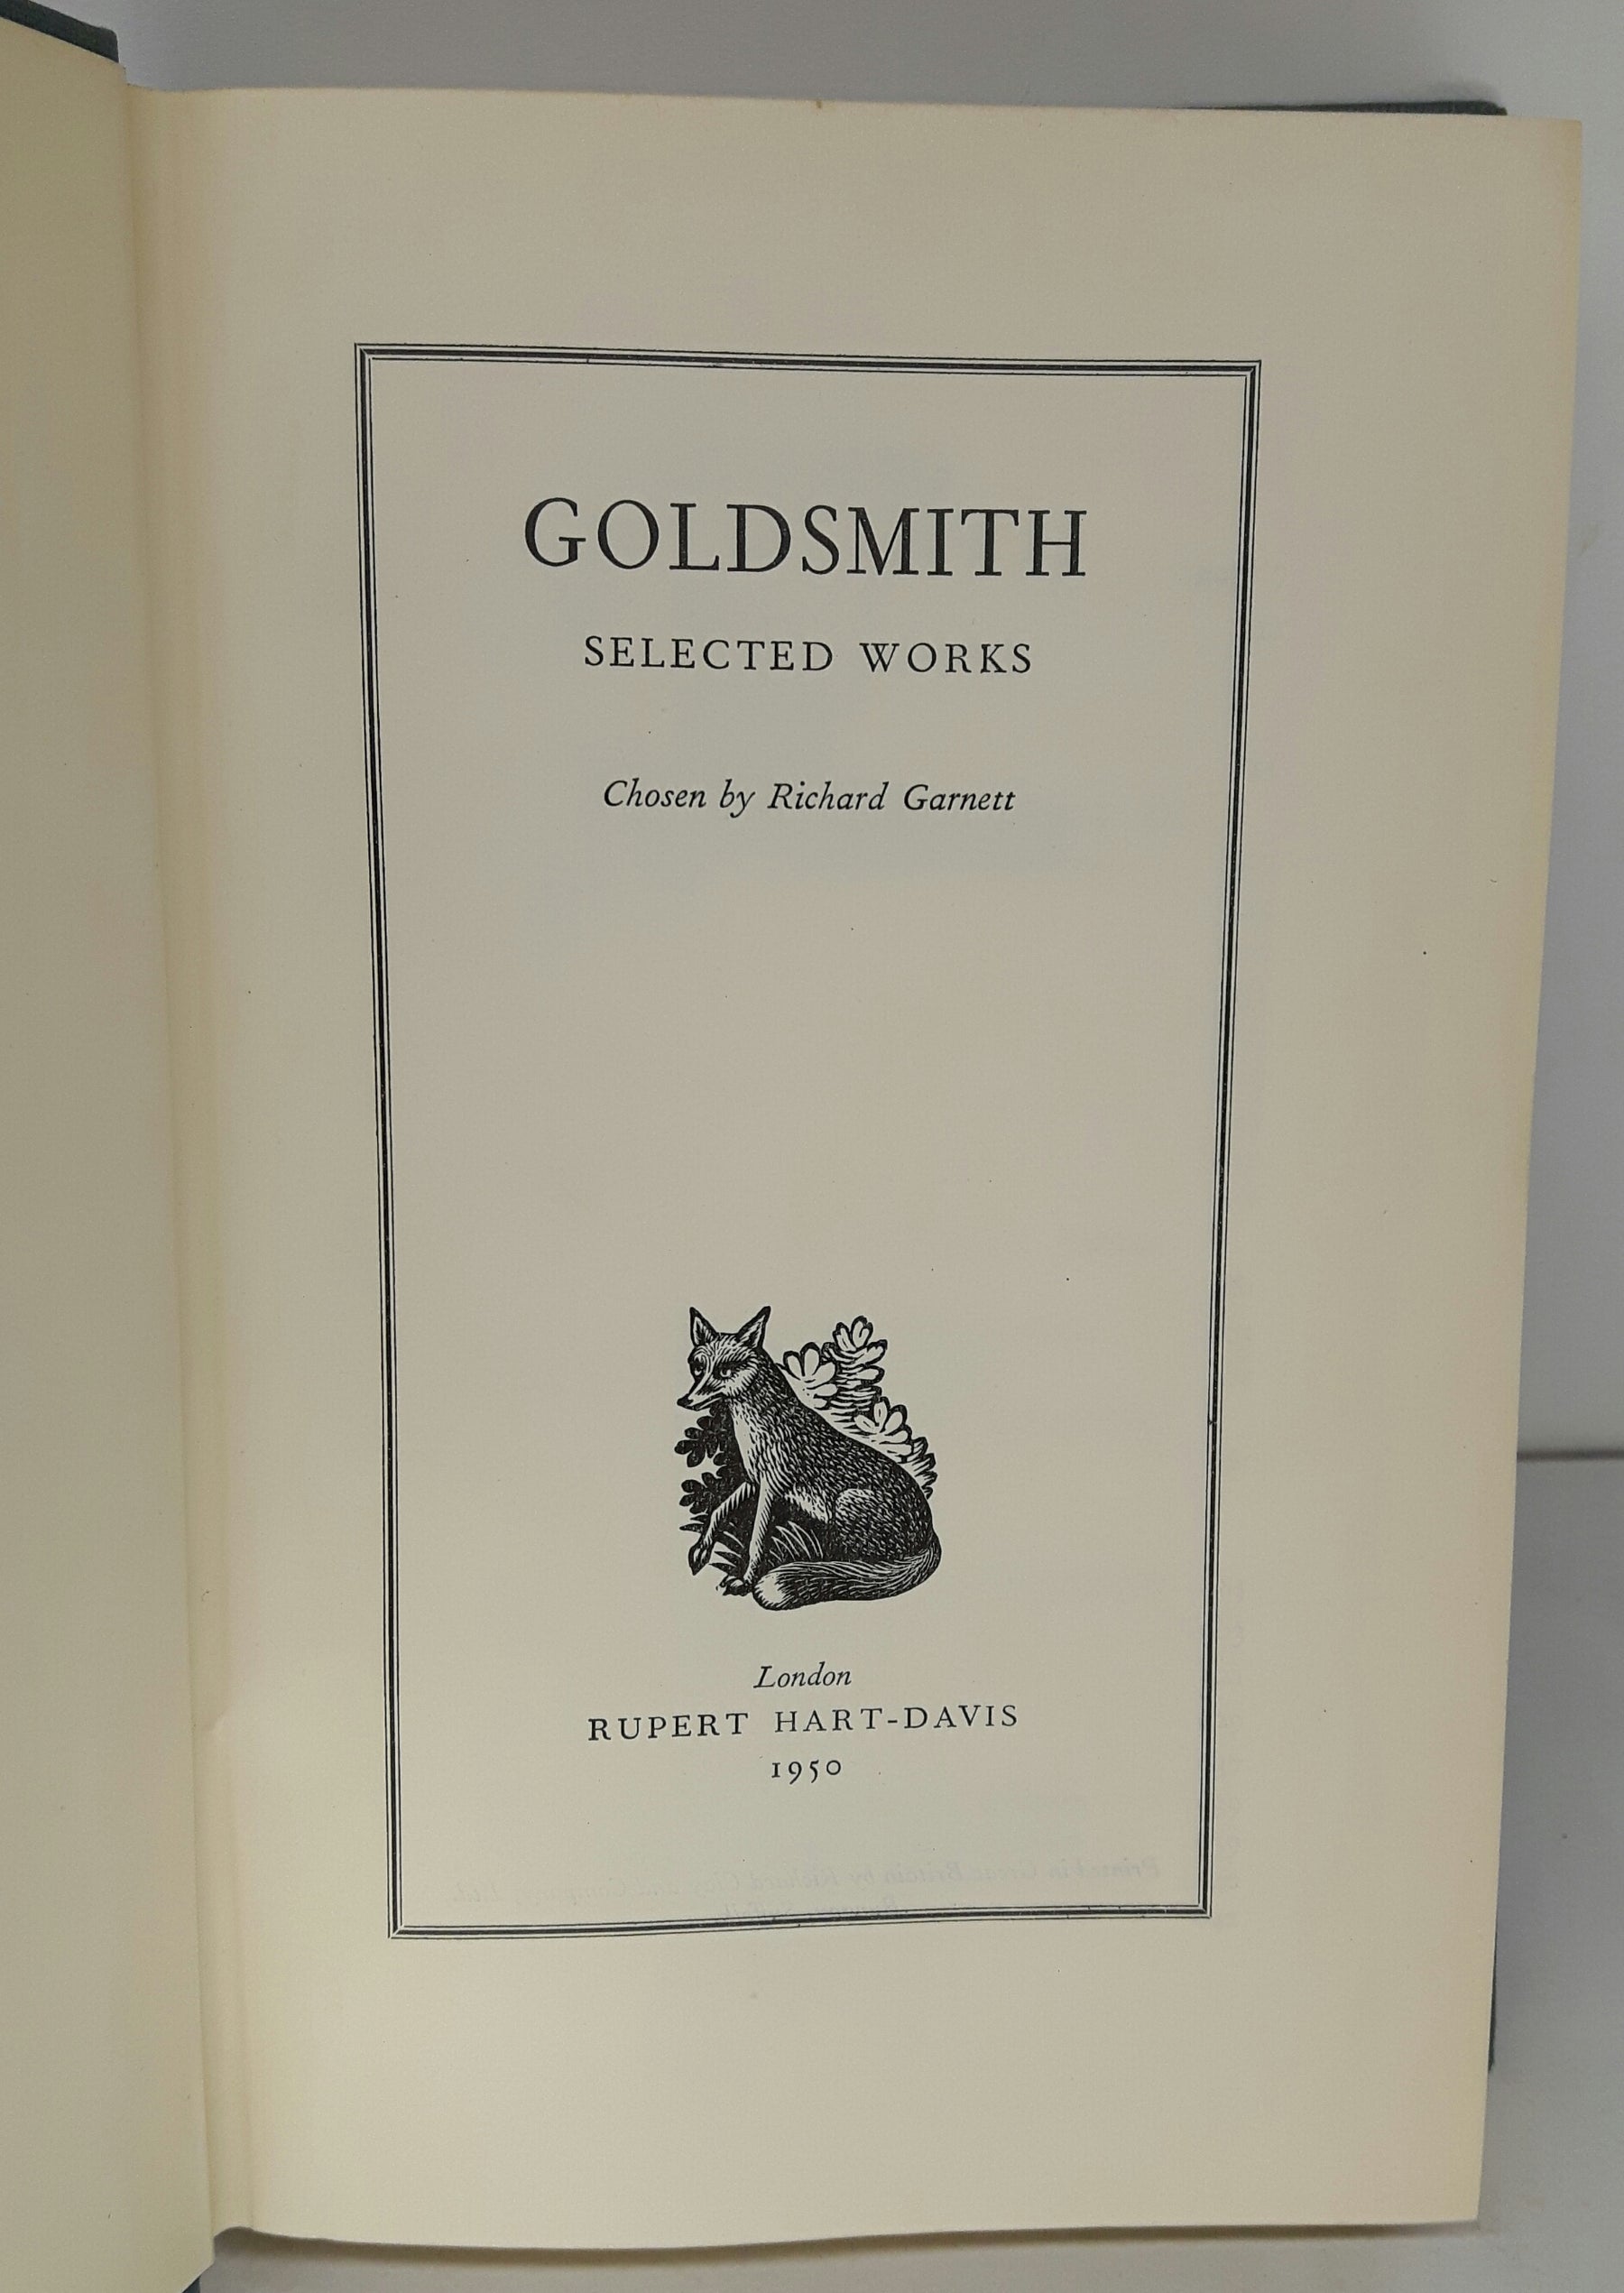 GOLDSMITH
SELECTED WORKS
Chosen by Richard Garnett
London
RUPERT HART-DAVIS
1950